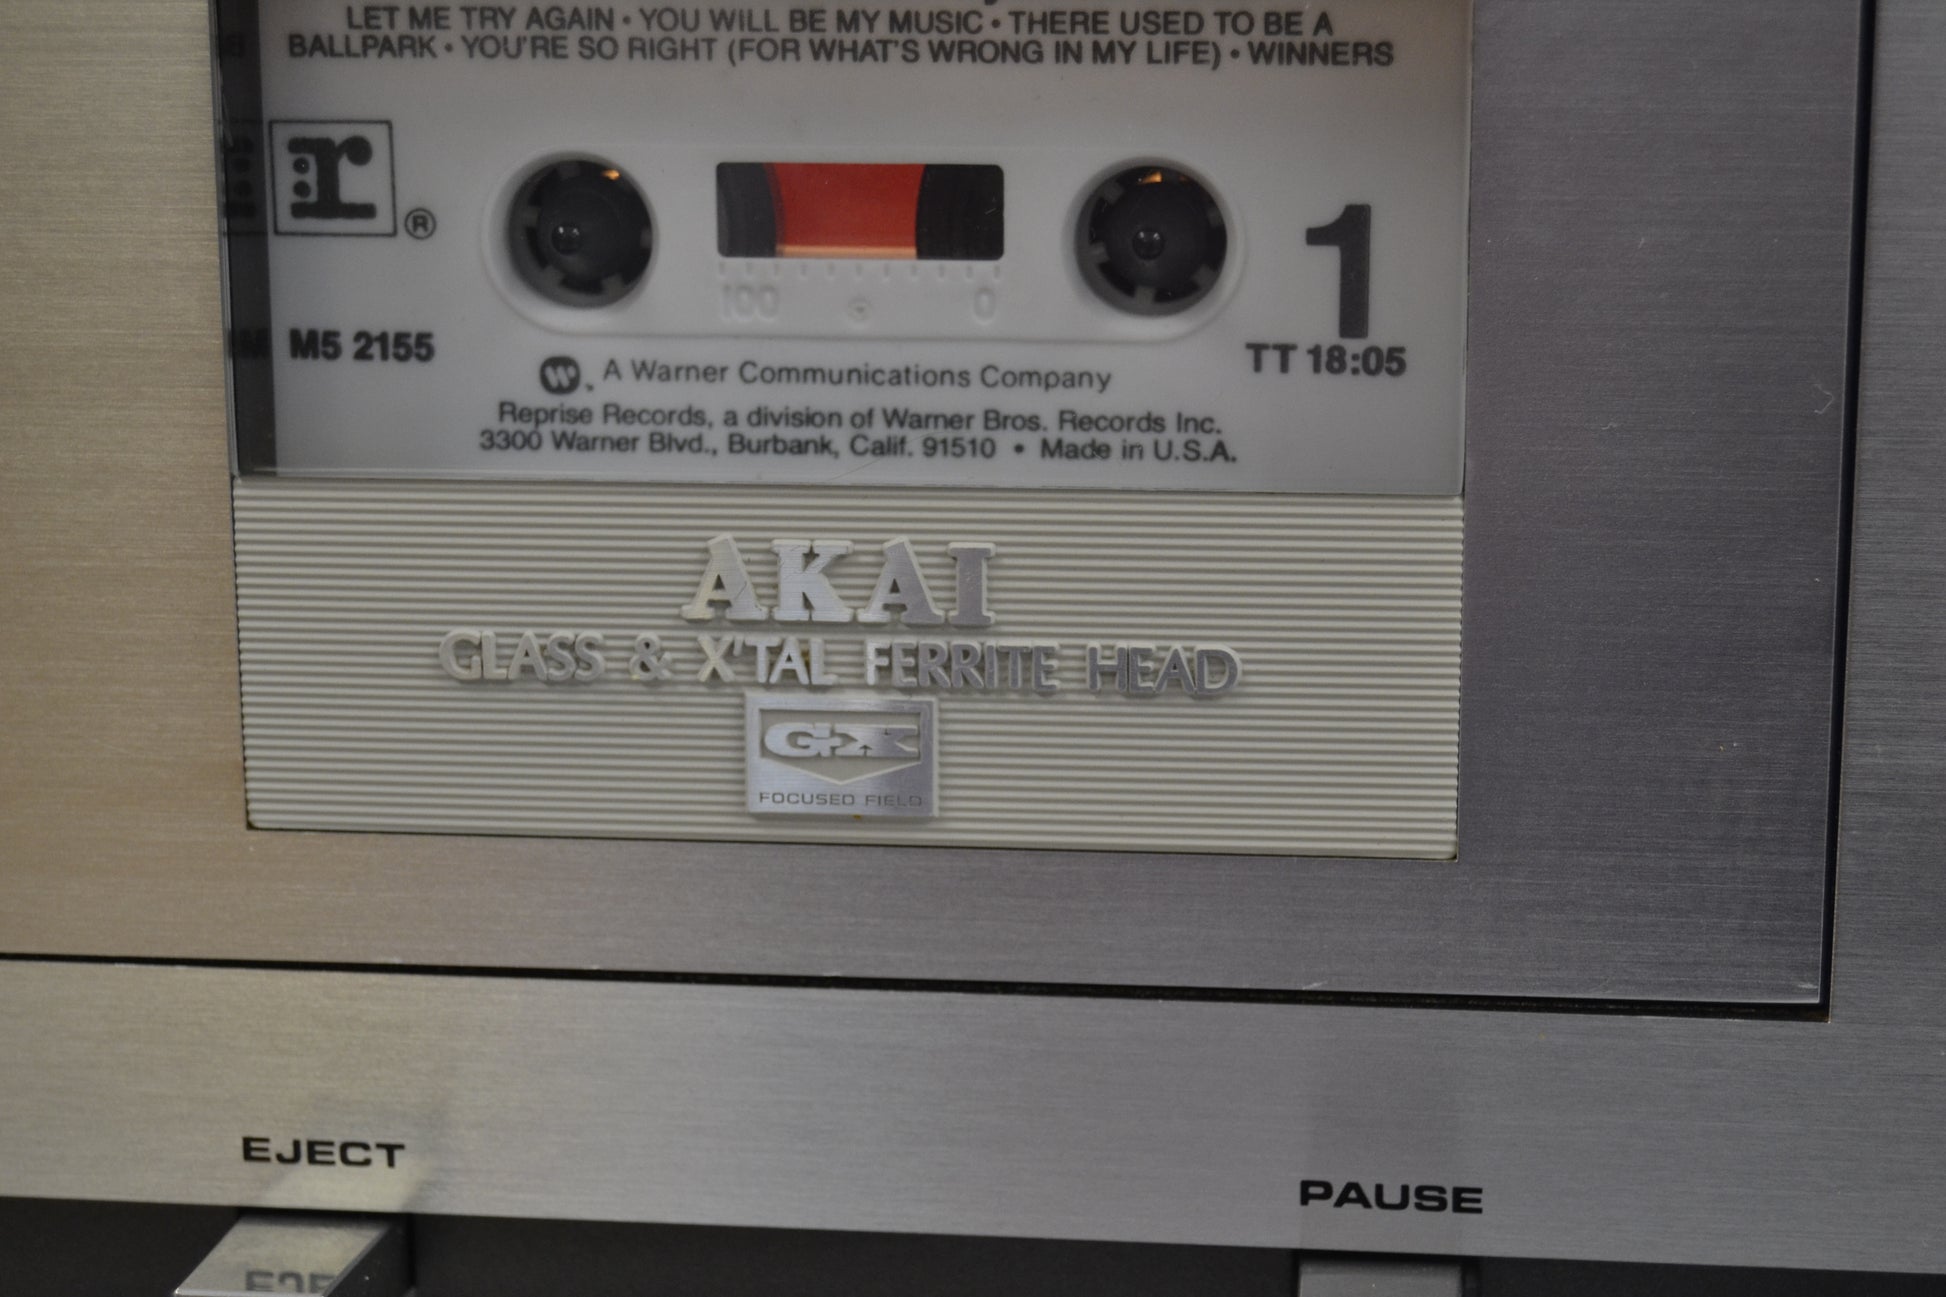 LET ME TRY AGAIN • YOU WILL BE MY MUSIC • THERE USED TO BE A
BALLPARK • YOU'RE SO RIGHT (FOR WHAT'S WRONG IN MY LIFE) • WINNERS
r ®
100 0
1
M5 2155
TT 18:05
W. A Warner Communications Company
Reprise Records, a division of Warner Bros. Records Inc.
3300 Warner Blvd., Burbank, Calif. 91510 • Made in U.S.A.
AKAI
GLASS & X'TAL FERRITE HEAD
GX
FOCUSED FIELD
EJECT
PAUSE